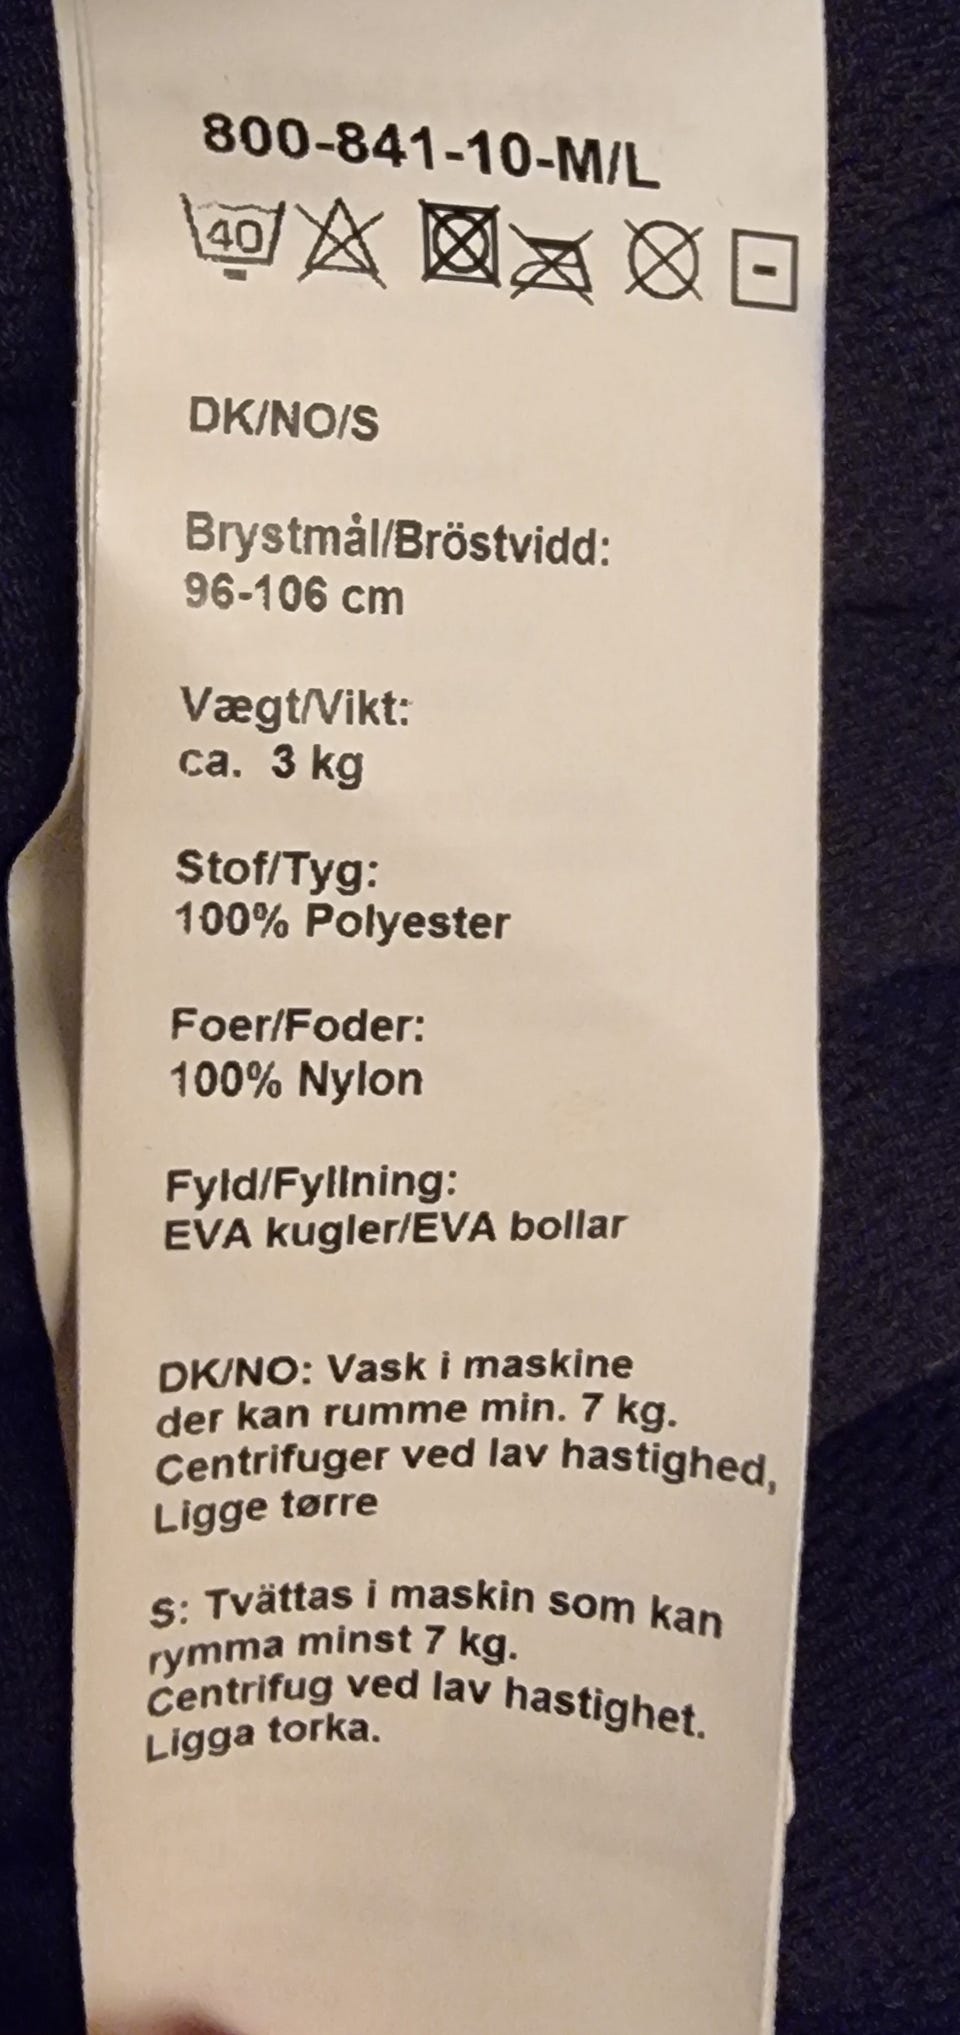 800-841-10-M/L
40
DK/NO/S
Brystmål/Bröstvidd:
96-106 cm
Vægt/Vikt:
ca. 3 kg
Stof/Tyg:
100% Polyester
Foer/Foder:
100% Nylon
Fyld/Fyllning:
EVA kugler/EVA bollar
DK/NO: Vask i maskine
der kan rumme min. 7 kg.
Centrifuger ved lav hastighed,
Ligge tørre
S: Tvättas i maskin som kan
rymma minst 7 kg.
Centrifug ved lav hastighet.
Ligga torka.